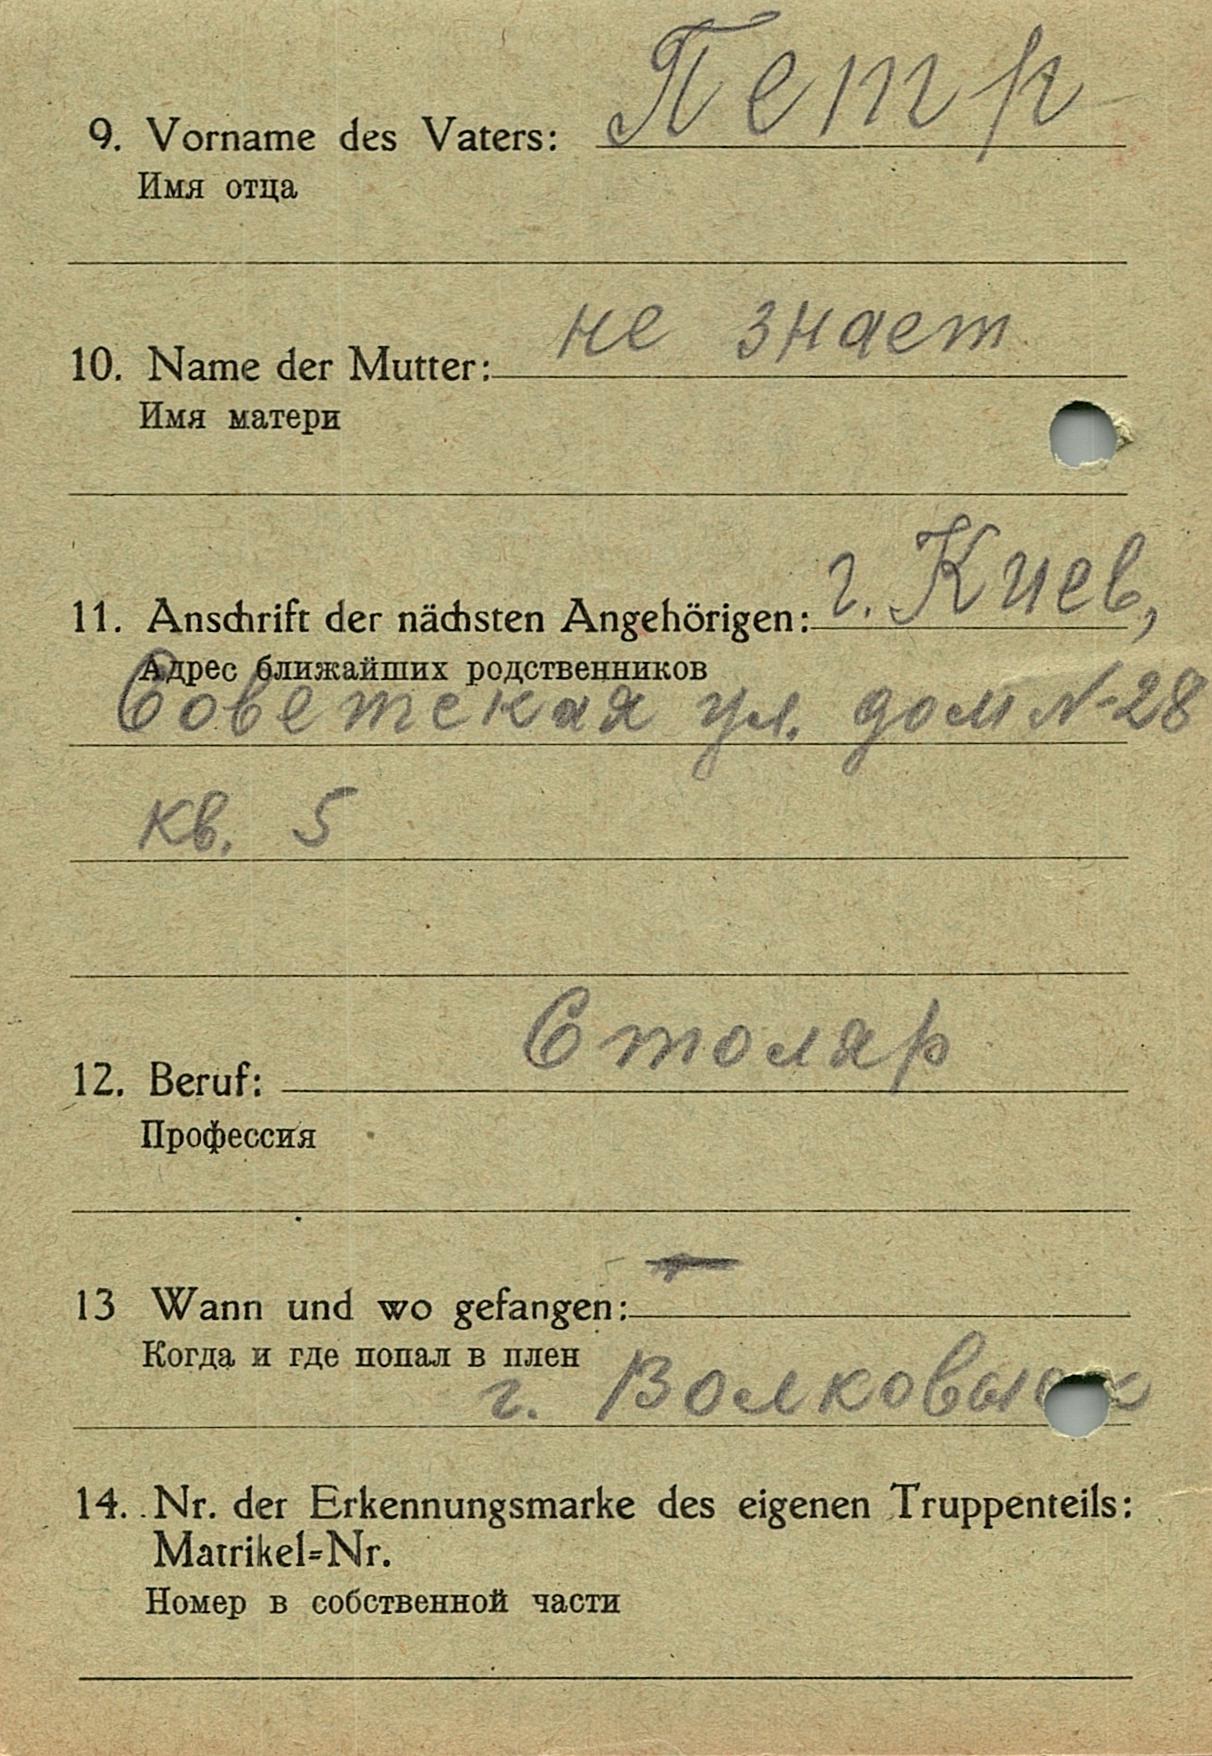 9. Vorname des Vaters: Петр
Имя отца
10. Name der Mutter: не знает
Имя матери
11. Anschrift der nächsten Angehörigen: г. Киев,
Адрес ближайших родственников
Советская ул. дом №28
кв. 5
12. Beruf: Столяр
Профессия
13 Wann und wo gefangen: —
Когда и где попал в плен
г. Волковыск
14. Nr. der Erkennungsmarke des eigenen Truppenteils:
Matrikel=Nr.
Номер в собственной части